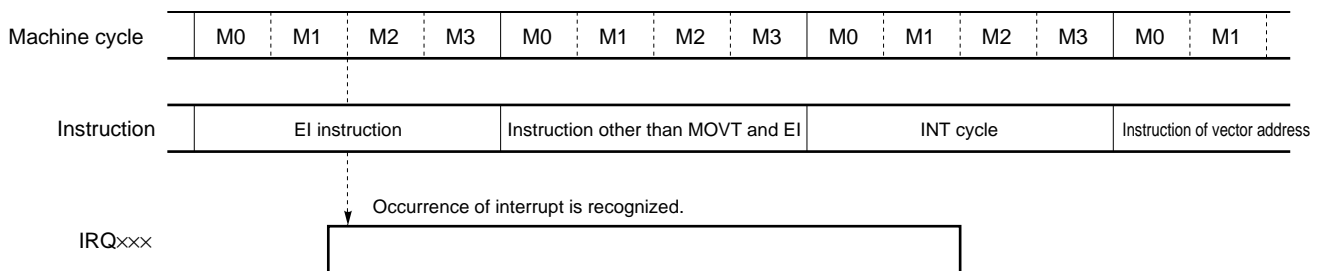 Machine cycle M0 M1 M2 M3 M0 M1 M2 M3 M0 M1 M2 M3 M0 M1
Instruction EI instruction Instruction other than MOVT and EI INT cycle Instruction of vector address
Occurrence of interrupt is recognized.
IRQ×××